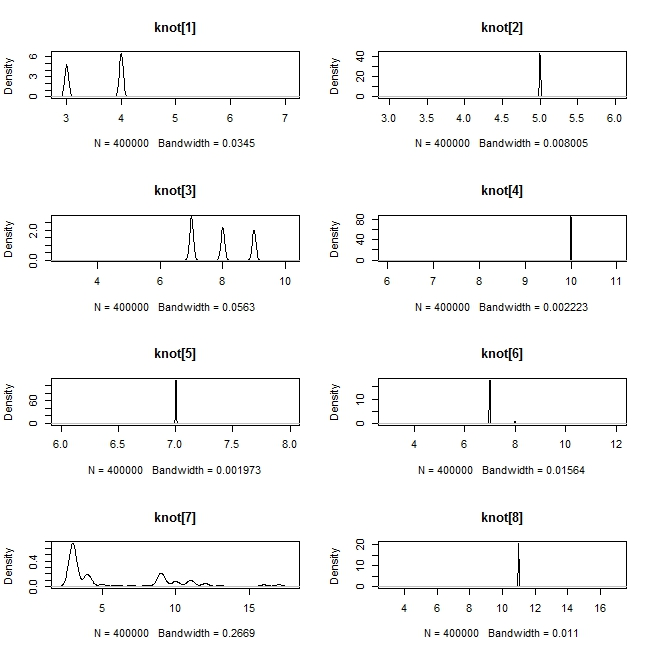 knot[1]
knot[2]
Density
0 3 6
3 4 5 6 7
N = 400000 Bandwidth = 0.0345
Density
0 20 40
3.0 3.5 4.0 4.5 5.0 5.5 6.0
N = 400000 Bandwidth = 0.008005
knot[3]
knot[4]
Density
0.0 2.0
4 6 8 10
N = 400000 Bandwidth = 0.0563
Density
0 40 80
6 7 8 9 10 11
N = 400000 Bandwidth = 0.002223
knot[5]
knot[6]
Density
0 60
6.0 6.5 7.0 7.5 8.0
N = 400000 Bandwidth = 0.001973
Density
0 10
4 6 8 10 12
N = 400000 Bandwidth = 0.01564
knot[7]
knot[8]
Density
0.0 0.4
5 10 15
N = 400000 Bandwidth = 0.2669
Density
0 10 20
4 6 8 10 12 14 16
N = 400000 Bandwidth = 0.011